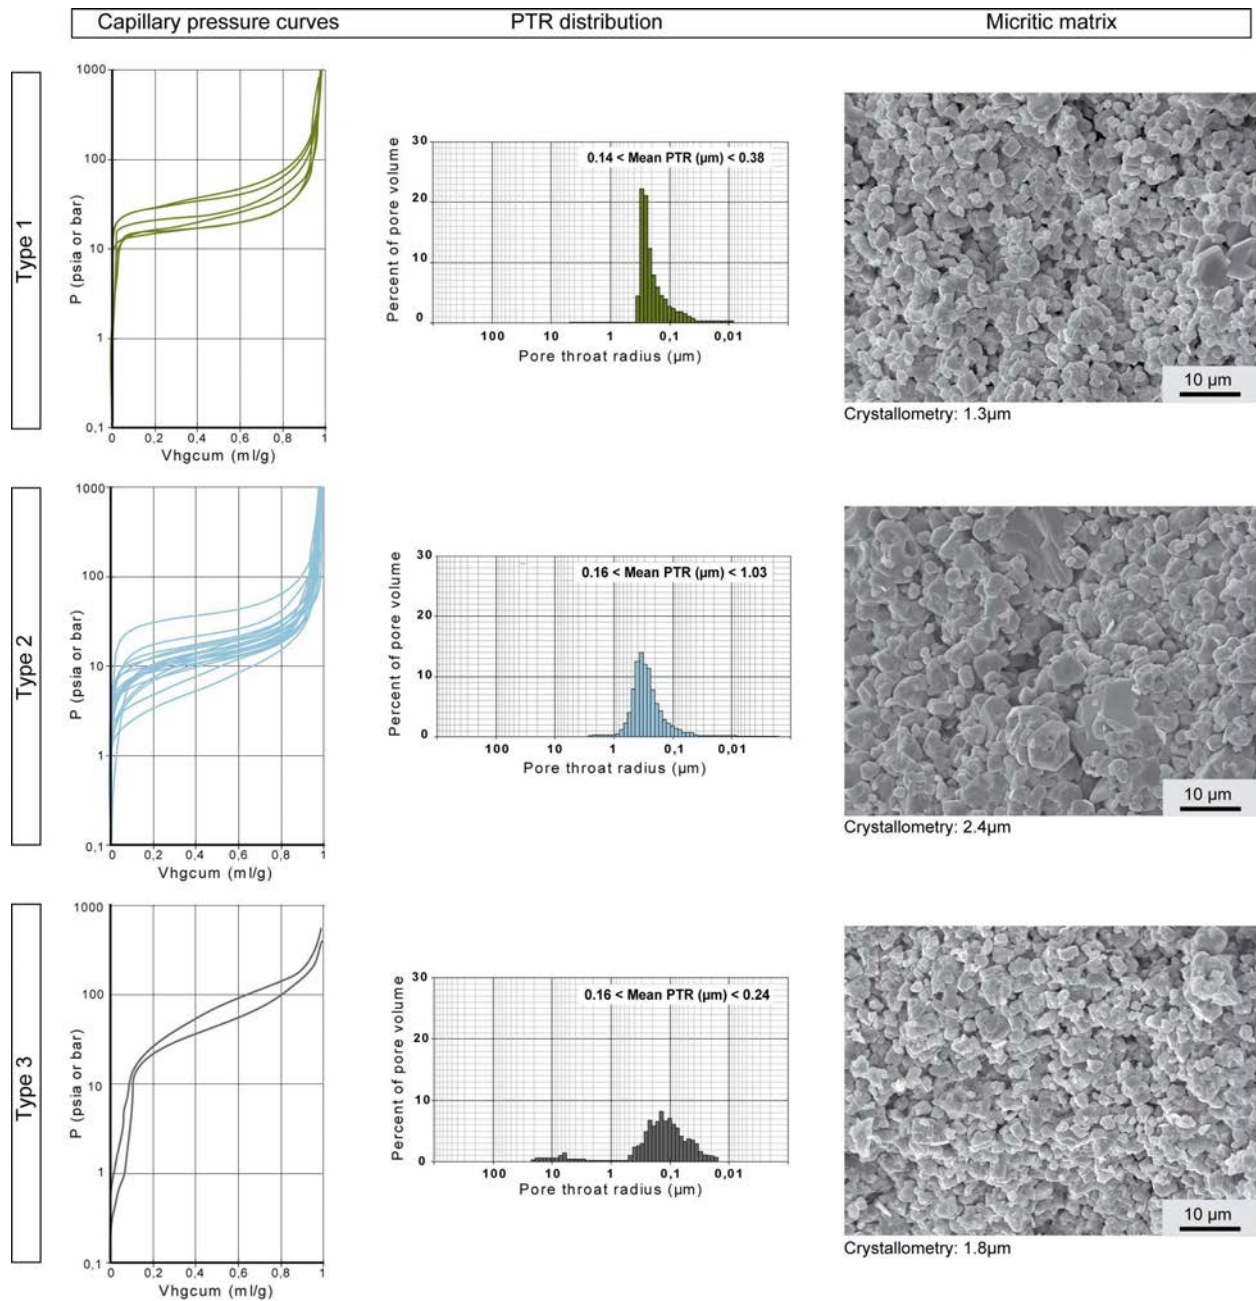 Capillary pressure curves PTR distribution Micritic matrix
Type 1
P (psia or bar)
1000
100
10
1
0,1
0 0,2 0,4 0,6 0,8 1
Vhgcum (ml/g)
Percent of pore volume
30
20
10
0
0.14 < Mean PTR (µm) < 0.38
100 10 1 0,1 0,01
Pore throat radius (µm)
10 µm
Crystallometry: 1.3µm
Type 2
P (psia or bar)
1000
100
10
1
0,1
0 0,2 0,4 0,6 0,8 1
Vhgcum (ml/g)
Percent of pore volume
30
20
10
0
0.16 < Mean PTR (µm) < 1.03
100 10 1 0,1 0,01
Pore throat radius (µm)
10 µm
Crystallometry: 2.4µm
Type 3
P (psia or bar)
1000
100
10
1
0,1
0 0,2 0,4 0,6 0,8 1
Vhgcum (ml/g)
Percent of pore volume
30
20
10
0
0.16 < Mean PTR (µm) < 0.24
100 10 1 0,1 0,01
Pore throat radius (µm)
10 µm
Crystallometry: 1.8µm